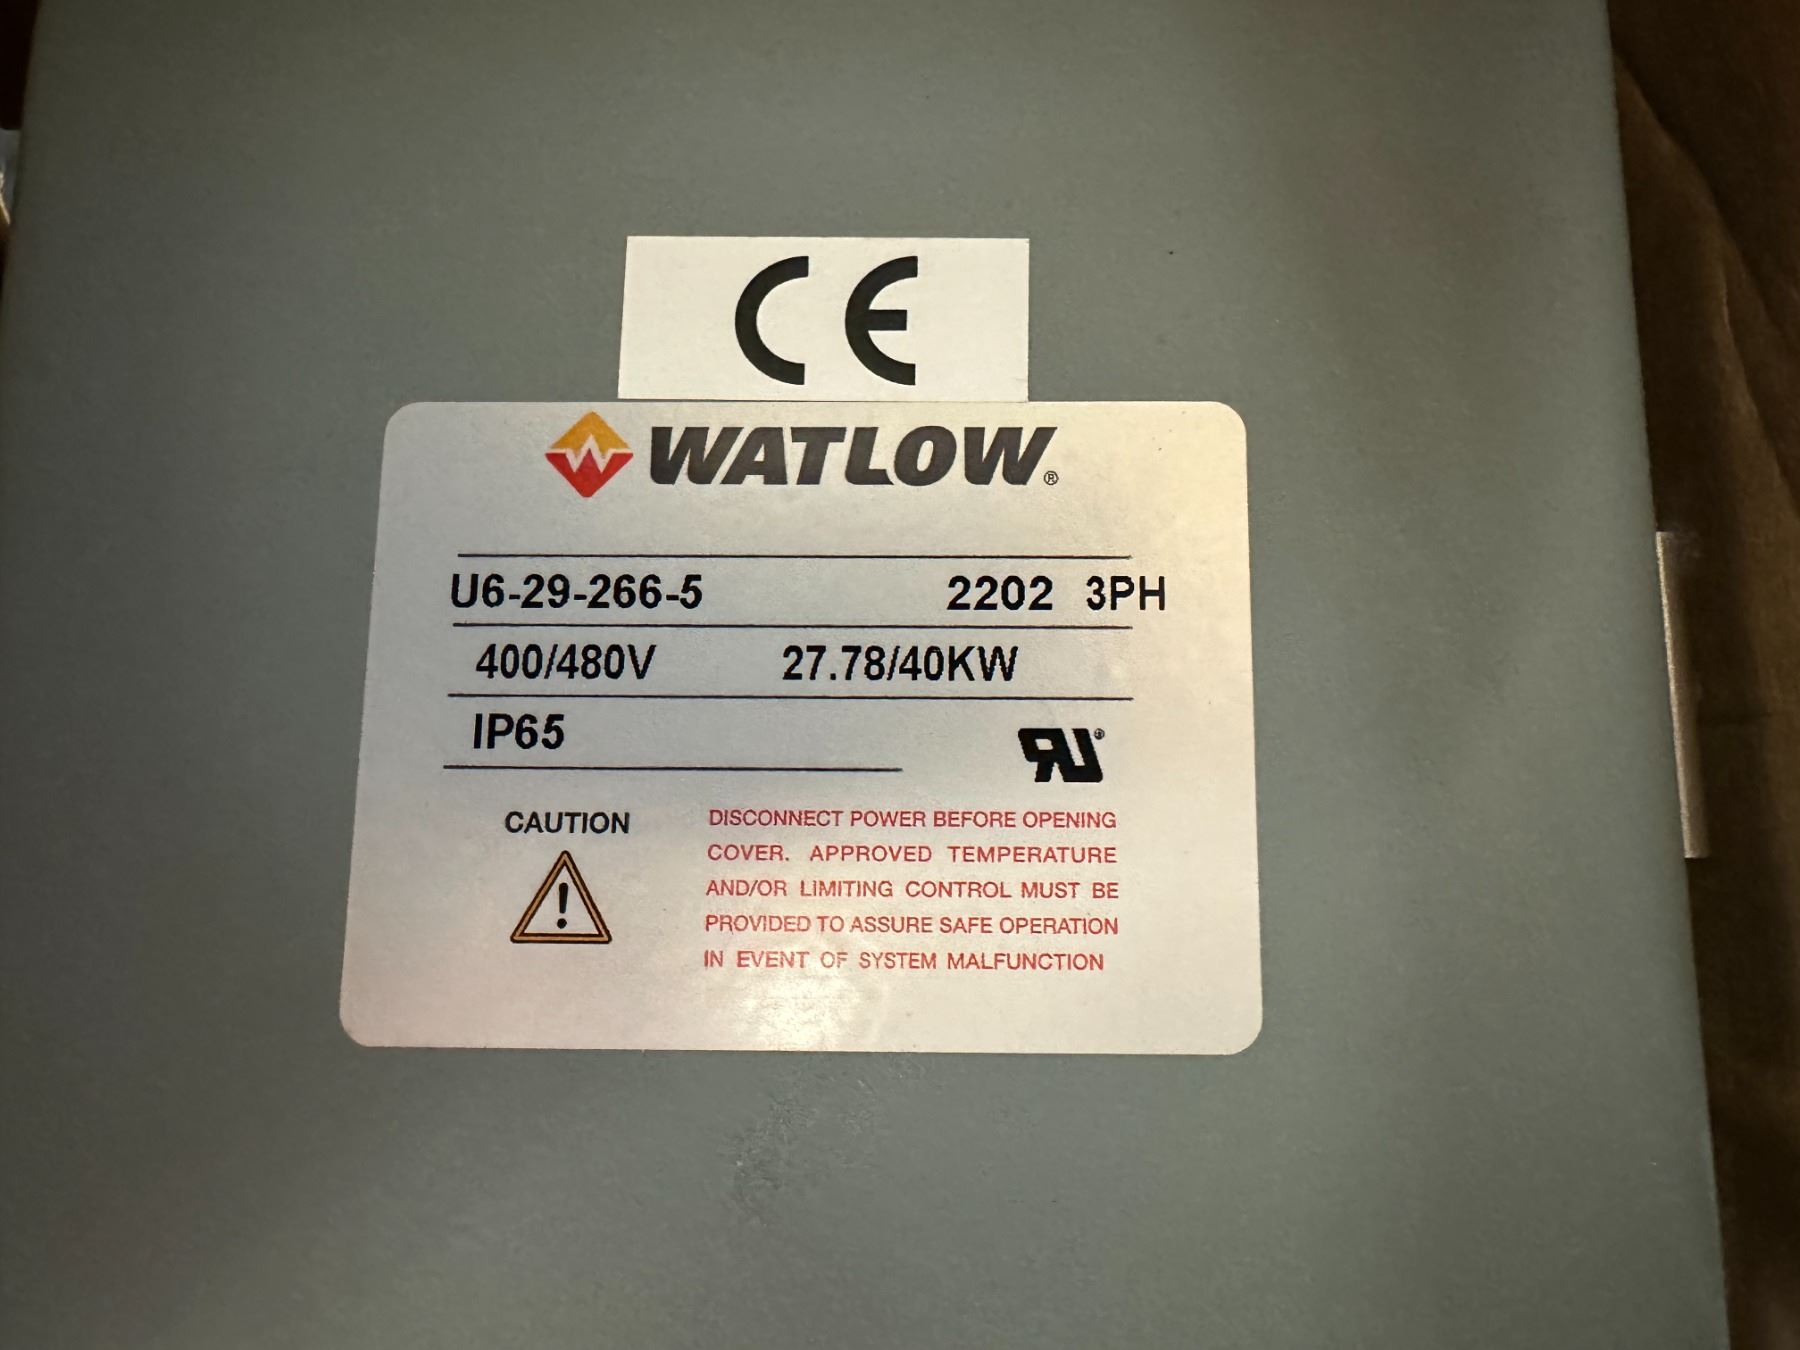 CE
WATLOW®
U6-29-266-5 2202 3PH
400/480V 27.78/40KW
IP65 RU®
CAUTION
!
DISCONNECT POWER BEFORE OPENING
COVER. APPROVED TEMPERATURE
AND/OR LIMITING CONTROL MUST BE
PROVIDED TO ASSURE SAFE OPERATION
IN EVENT OF SYSTEM MALFUNCTION